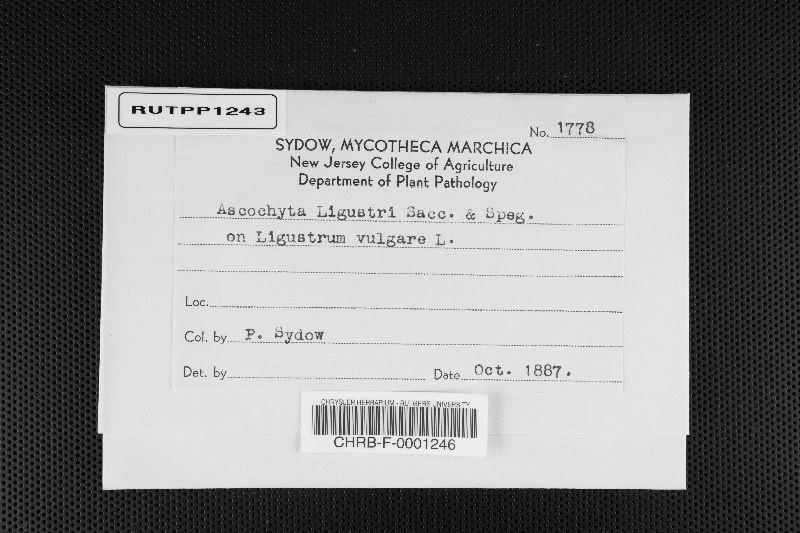 RUTPP1243
No. 1778
SYDOW, MYCOTHECA MARCHICA
New Jersey College of Agriculture
Department of Plant Pathology
Ascochyta Ligustri Sacc. & Speg.
on Ligustrum vulgare L.
Loc.
Col. by P. Sydow
Det. by Date Oct. 1887.
CHRYSLER HERBARIUM - RUTGERS UNIVERSITY
CHRB-F-0001246